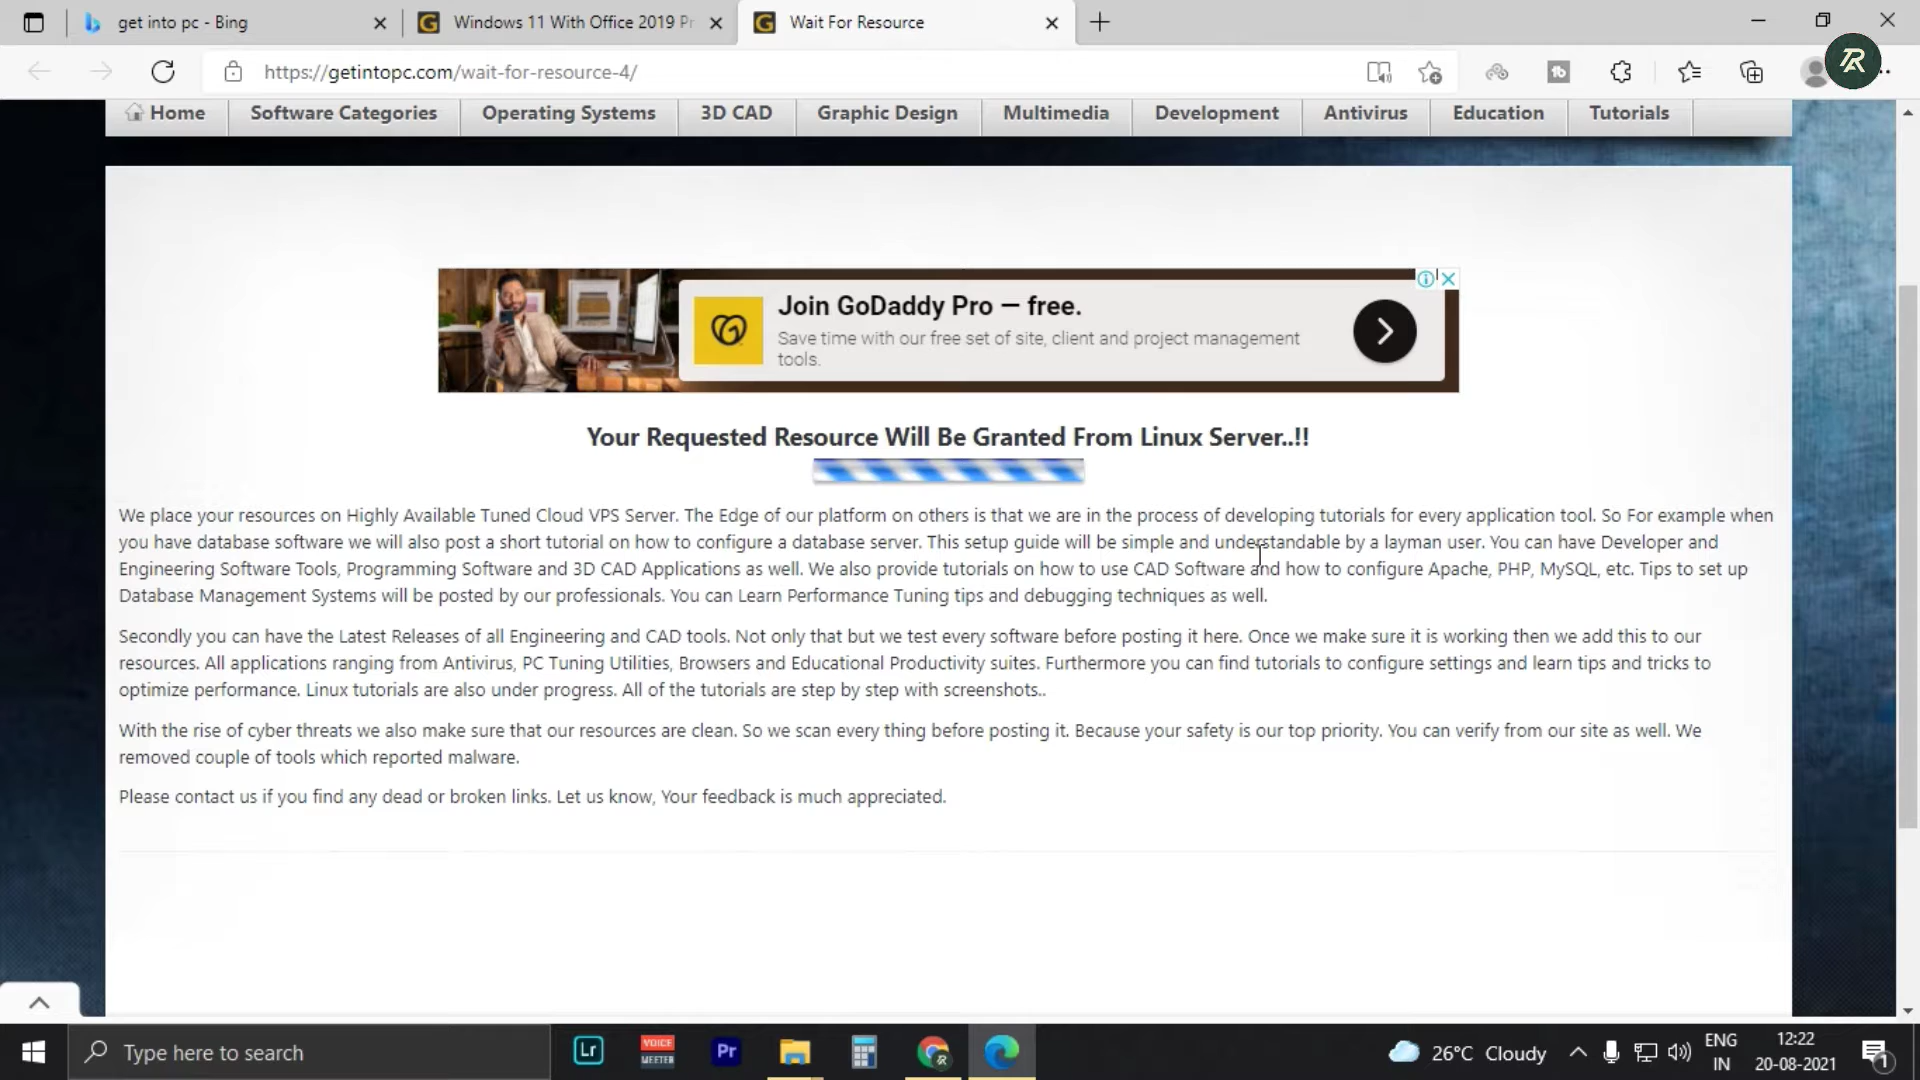 get into pc - Bing
Windows 11 With Office 2019 Pr
Wait For Resource
https://getintopc.com/wait-for-resource-4/
Home
Software Categories
Operating Systems
3D CAD
Graphic Design
Multimedia
Development
Antivirus
Education
Tutorials
Join GoDaddy Pro — free.
Save time with our free set of site, client and project management
tools.
Your Requested Resource Will Be Granted From Linux Server..!!
We place your resources on Highly Available Tuned Cloud VPS Server. The Edge of our platform on others is that we are in the process of developing tutorials for every application tool. So For example when
you have database software we will also post a short tutorial on how to configure a database server. This setup guide will be simple and understandable by a layman user. You can have Developer and
Engineering Software Tools, Programming Software and 3D CAD Applications as well. We also provide tutorials on how to use CAD Software and how to configure Apache, PHP, MySQL, etc. Tips to set up
Database Management Systems will be posted by our professionals. You can Learn Performance Tuning tips and debugging techniques as well.
Secondly you can have the Latest Releases of all Engineering and CAD tools. Not only that but we test every software before posting it here. Once we make sure it is working then we add this to our
resources. All applications ranging from Antivirus, PC Tuning Utilities, Browsers and Educational Productivity suites. Furthermore you can find tutorials to configure settings and learn tips and tricks to
optimize performance. Linux tutorials are also under progress. All of the tutorials are step by step with screenshots..
With the rise of cyber threats we also make sure that our resources are clean. So we scan every thing before posting it. Because your safety is our top priority. You can verify from our site as well. We
removed couple of tools which reported malware.
Please contact us if you find any dead or broken links. Let us know, Your feedback is much appreciated.
Type here to search
Lr
VOICE
MEETER
Pr
26°C Cloudy
ENG
IN
12:22
20-08-2021
1